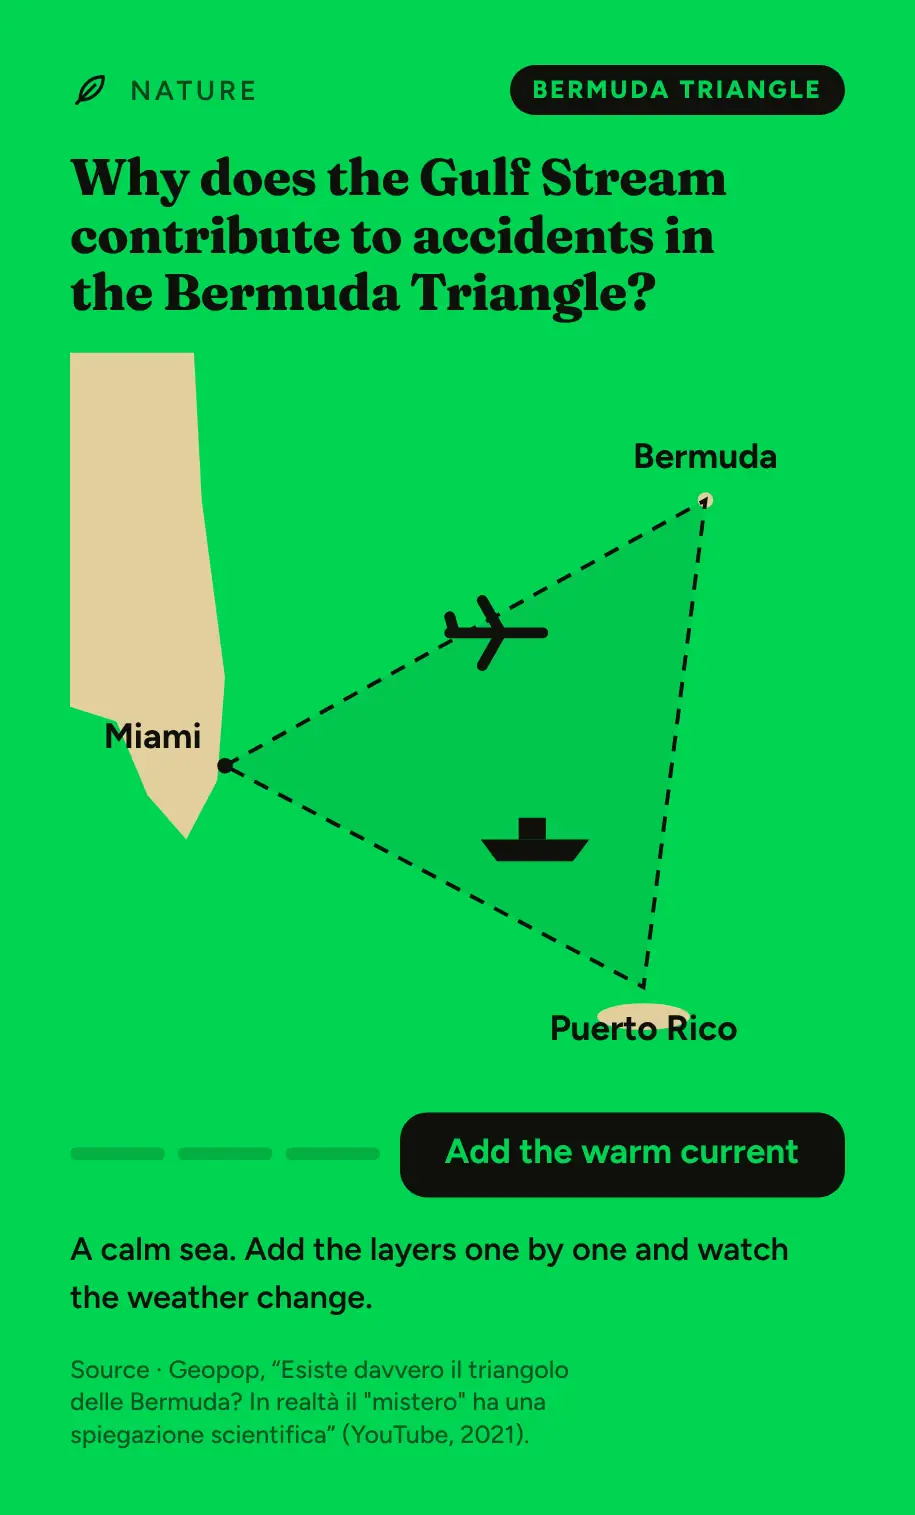 NATURE
BERMUDA TRIANGLE
Why does the Gulf Stream
contribute to accidents in
the Bermuda Triangle?
Bermuda
Miami
Puerto Rico
Add the warm current
A calm sea. Add the layers one by one and watch
the weather change.
Source · Geopop, “Esiste davvero il triangolo
delle Bermuda? In realtà il "mistero" ha una
spiegazione scientifica” (YouTube, 2021).